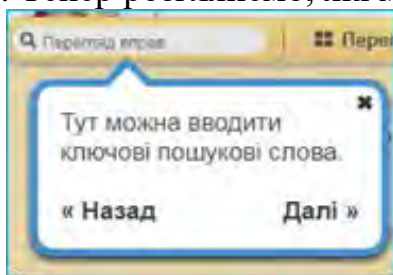 Перегляд вправ
Пере
Тут можна вводити
ключові пошукові слова.
« Назад
Далі »